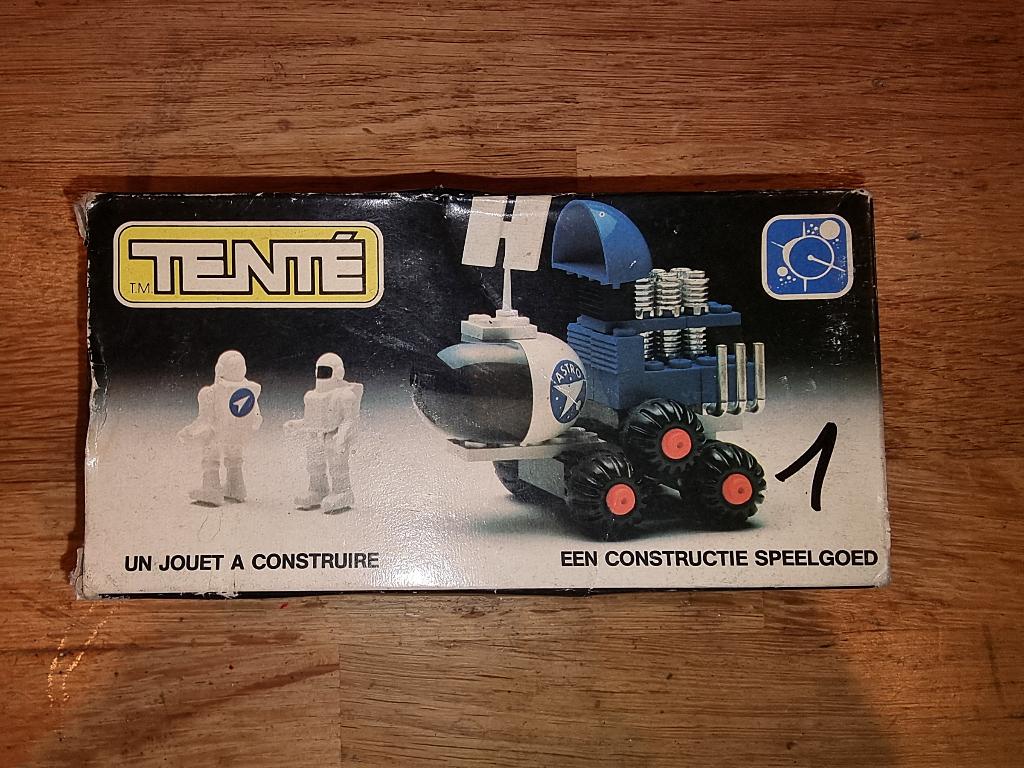 TENTÉ
T.M.
ASTRO
1
UN JOUET A CONSTRUIRE
EEN CONSTRUCTIE SPEELGOED